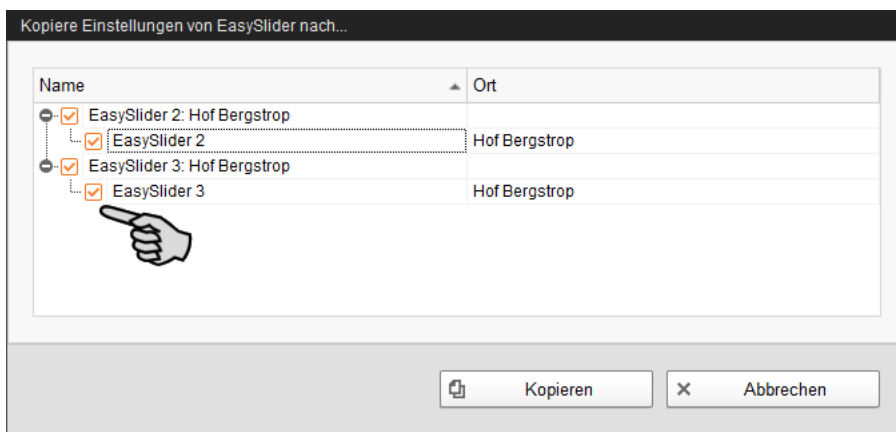 Kopiere Einstellungen von EasySlider nach...
Name Ort
EasySlider 2: Hof Bergstrop
EasySlider 2 Hof Bergstrop
EasySlider 3: Hof Bergstrop
EasySlider 3 Hof Bergstrop
Kopieren Abbrechen